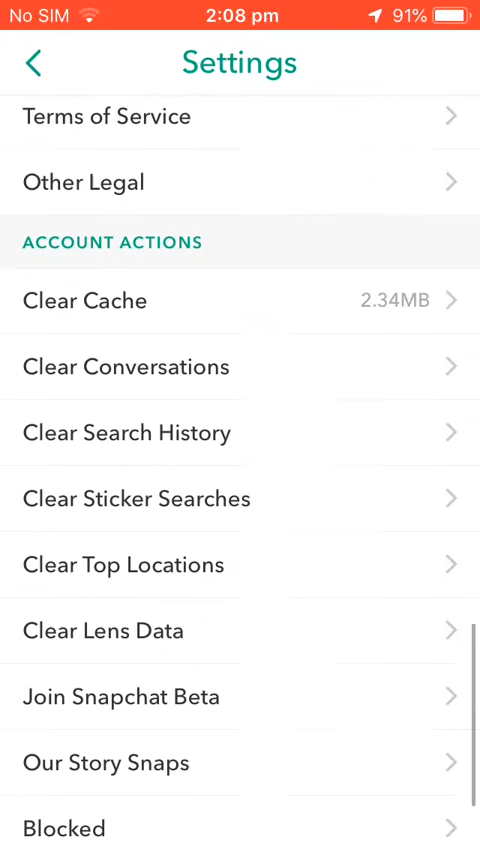 No SIM 2:08 pm 91%
Settings
Terms of Service
Other Legal
ACCOUNT ACTIONS
Clear Cache 2.34MB
Clear Conversations
Clear Search History
Clear Sticker Searches
Clear Top Locations
Clear Lens Data
Join Snapchat Beta
Our Story Snaps
Blocked